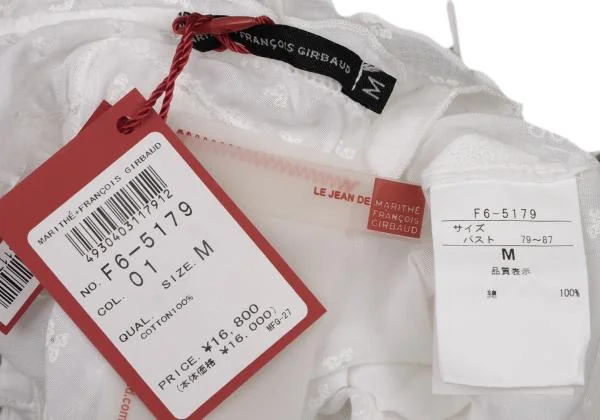 MARITHÉ+FRANÇOIS GIRBAUD
M
MARITHÉ+FRANÇOIS GIRBAUD
4930403117912
NO. F6-5179
COL. 01 SIZE. M
QUAL.
COTTON100%
PRICE. ¥16,800
(本体価格 ¥16,000)
MFG-27
LE JEAN DE
MARITHÉ
FRANÇOIS
GIRBAUD
F6-5179
サイズ
バスト 79~87
M
品質表示
綿 100%